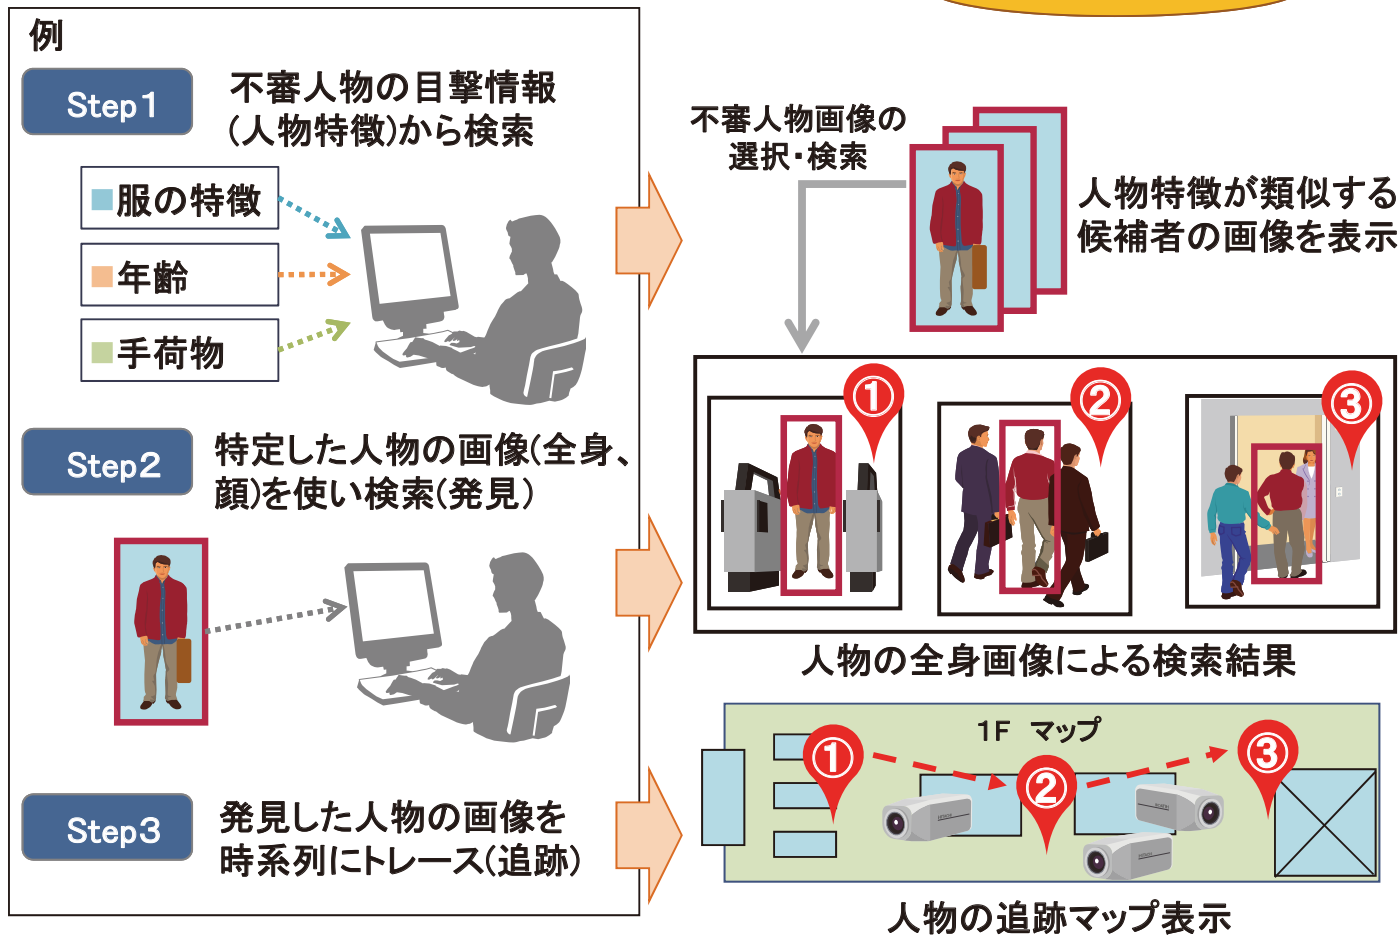 例
Step1
不審人物の目撃情報
(人物特徴)から検索
■服の特徴
■年齢
■手荷物
Step2
特定した人物の画像(全身、
顔)を使い検索(発見)
Step3
発見した人物の画像を
時系列にトレース(追跡)
不審人物画像の
選択・検索
人物特徴が類似する
候補者の画像を表示
①
②
③
人物の全身画像による検索結果
1F マップ
①
②
③
人物の追跡マップ表示